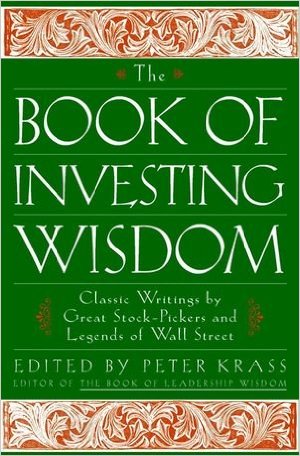 The
BOOK OF
INVESTING
WISDOM
Classic Writings by
Great Stock-Pickers and
Legends of Wall Street
EDITED BY PETER KRASS
EDITOR OF THE BOOK OF LEADERSHIP WISDOM